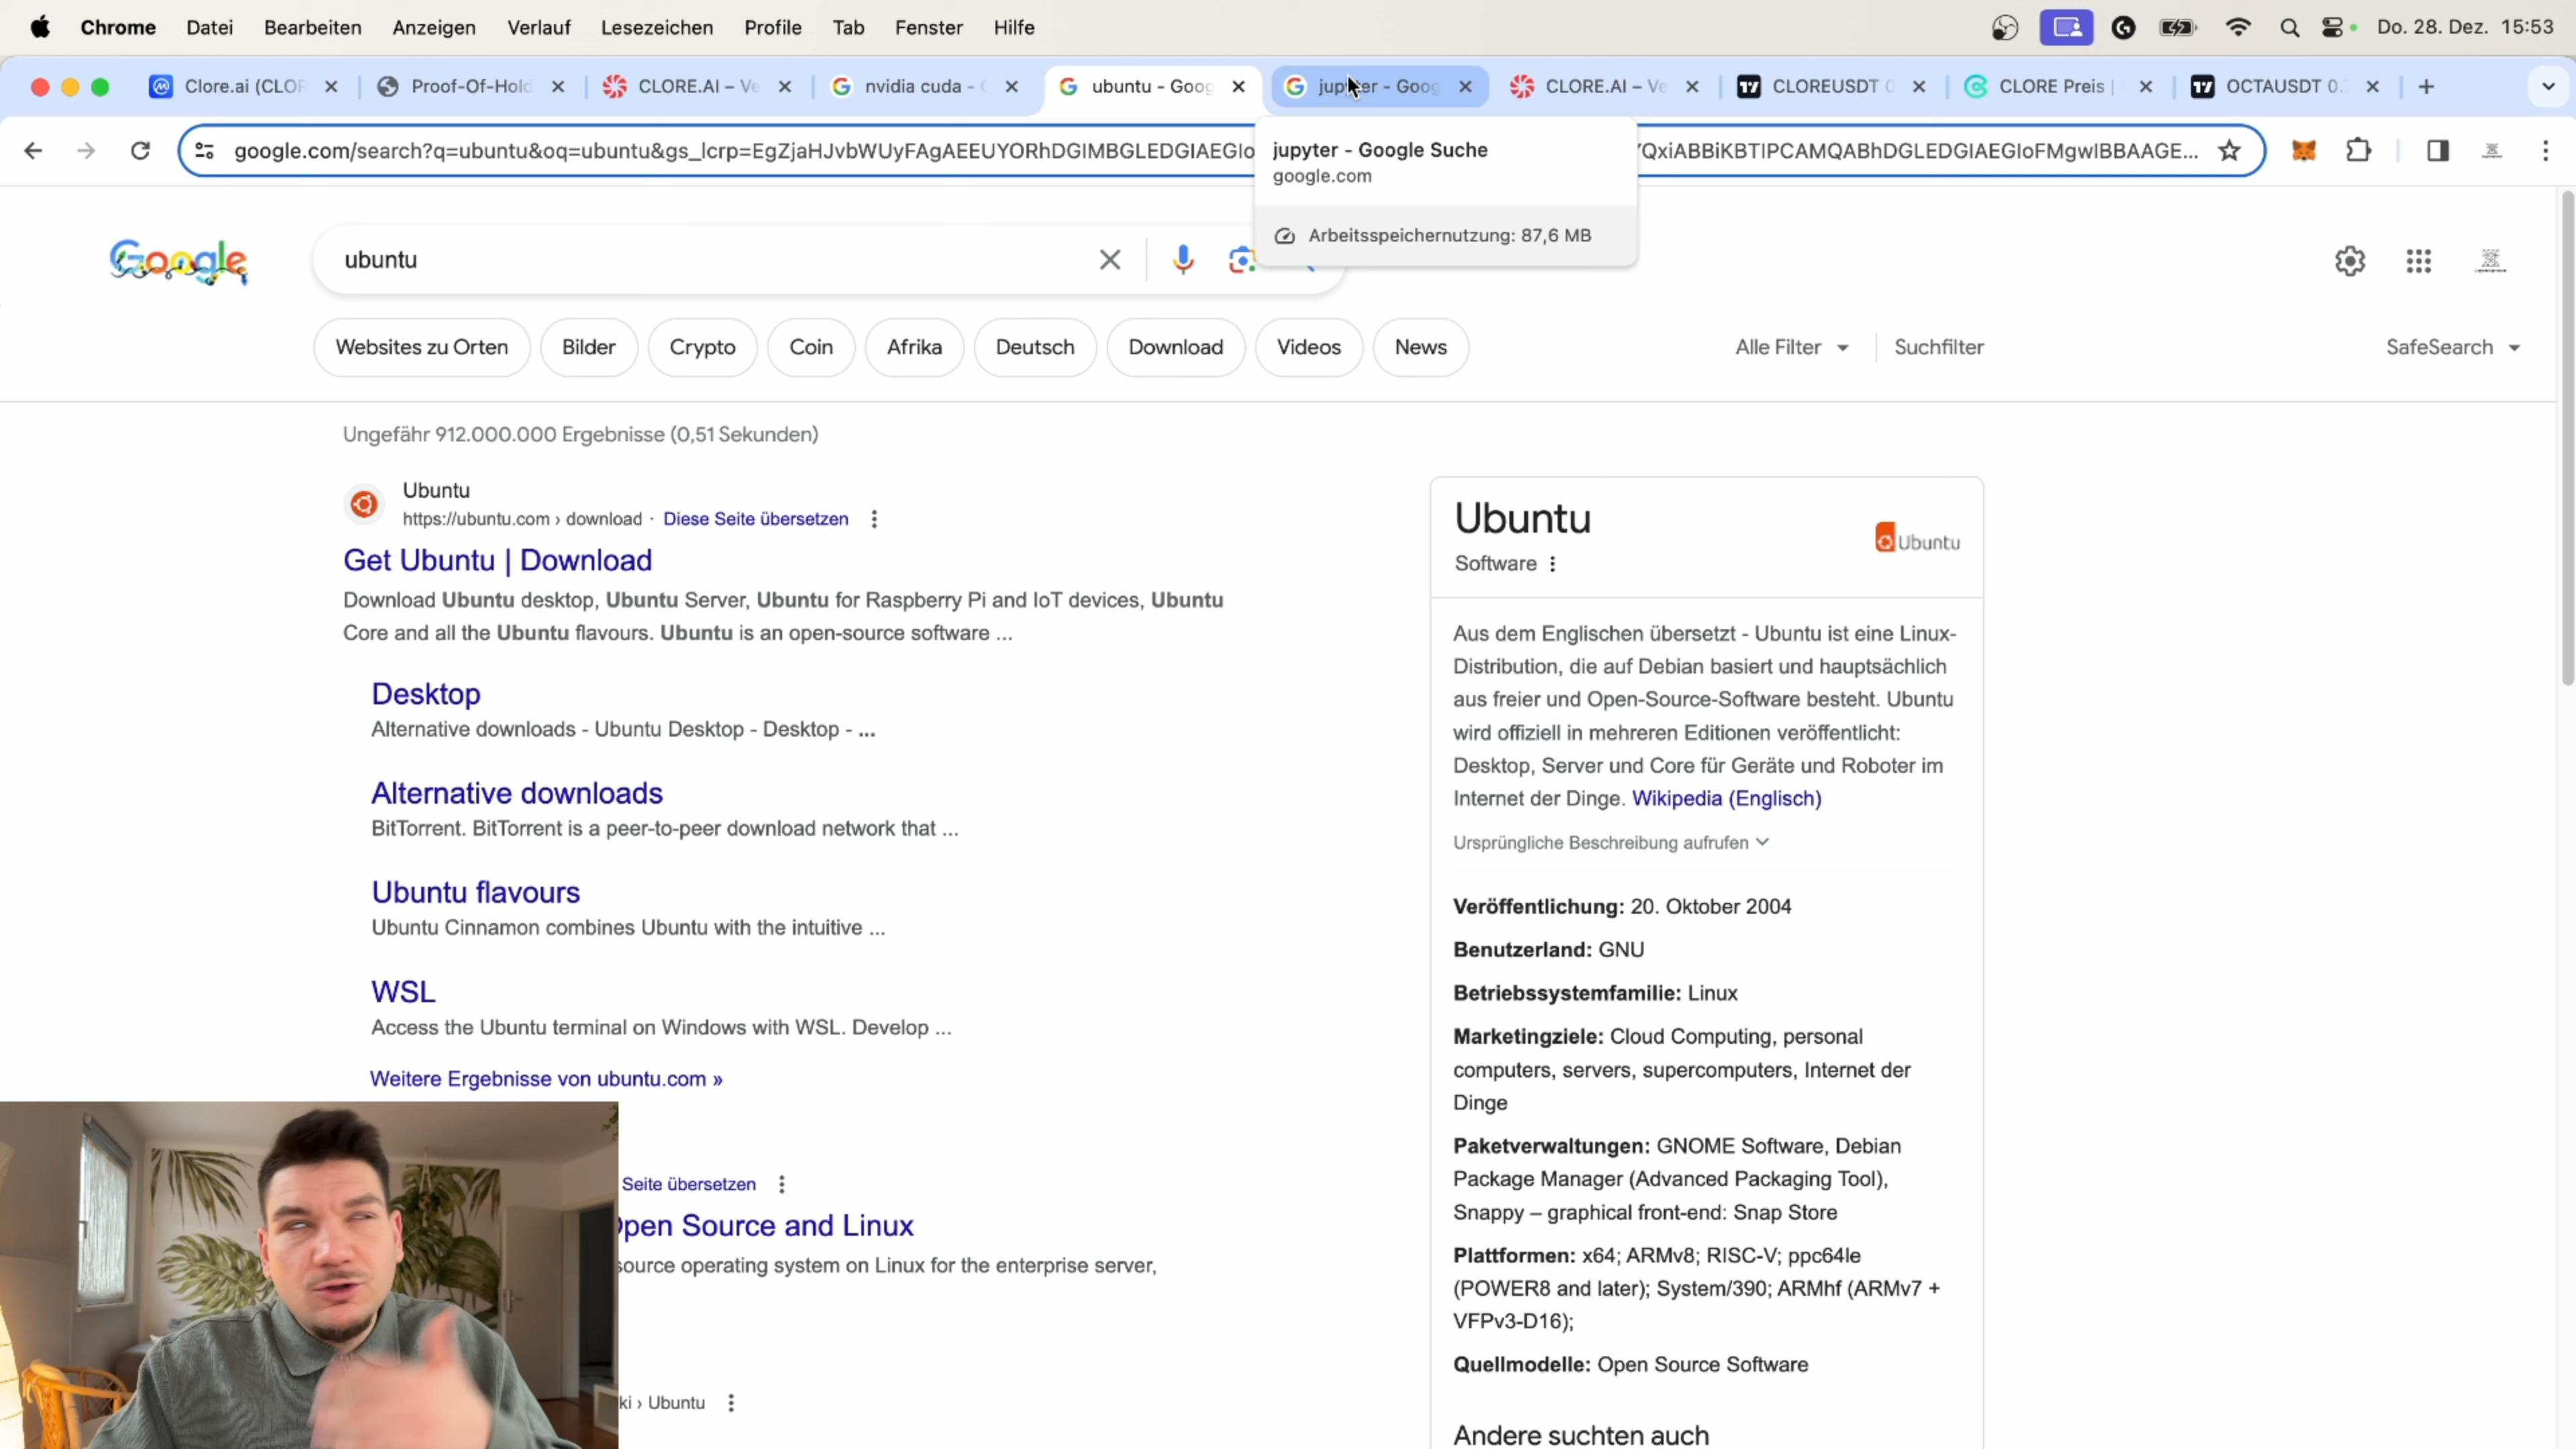 Chrome Datei Bearbeiten Anzeigen Verlauf Lesezeichen Profile Tab Fenster Hilfe
Do. 28. Dez. 15:53
Clore.ai (CLOR
Proof-Of-Hold
CLORE.AI – Ve
nvidia cuda -
ubuntu - Goog
jupyter - Goog
CLORE.AI – Ve
CLOREUSDT 0
CLORE Preis |
OCTAUSDT 0.
jupyter - Google Suche
google.com
Arbeitsspeichernutzung: 87,6 MB
Google
ubuntu
Websites zu Orten
Bilder
Crypto
Coin
Afrika
Deutsch
Download
Videos
News
Alle Filter
Suchfilter
SafeSearch
Ungefähr 912.000.000 Ergebnisse (0,51 Sekunden)
Ubuntu
https://ubuntu.com › download · Diese Seite übersetzen
Get Ubuntu | Download
Download Ubuntu desktop, Ubuntu Server, Ubuntu for Raspberry Pi and IoT devices, Ubuntu
Core and all the Ubuntu flavours. Ubuntu is an open-source software ...
Desktop
Alternative downloads - Ubuntu Desktop - Desktop - ...
Alternative downloads
BitTorrent. BitTorrent is a peer-to-peer download network that ...
Ubuntu flavours
Ubuntu Cinnamon combines Ubuntu with the intuitive ...
WSL
Access the Ubuntu terminal on Windows with WSL. Develop ...
Weitere Ergebnisse von ubuntu.com »
Seite übersetzen
Open Source and Linux
source operating system on Linux for the enterprise server,
ki › Ubuntu
Ubuntu
Software
Ubuntu
Aus dem Englischen übersetzt - Ubuntu ist eine Linux-
Distribution, die auf Debian basiert und hauptsächlich
aus freier und Open-Source-Software besteht. Ubuntu
wird offiziell in mehreren Editionen veröffentlicht:
Desktop, Server und Core für Geräte und Roboter im
Internet der Dinge. Wikipedia (Englisch)
Ursprüngliche Beschreibung aufrufen
Veröffentlichung: 20. Oktober 2004
Benutzerland: GNU
Betriebssystemfamilie: Linux
Marketingziele: Cloud Computing, personal
computers, servers, supercomputers, Internet der
Dinge
Paketverwaltungen: GNOME Software, Debian
Package Manager (Advanced Packaging Tool),
Snappy – graphical front-end: Snap Store
Plattformen: x64; ARMv8; RISC-V; ppc64le
(POWER8 and later); System/390; ARMhf (ARMv7 +
VFPv3-D16);
Quellmodelle: Open Source Software
Andere suchten auch